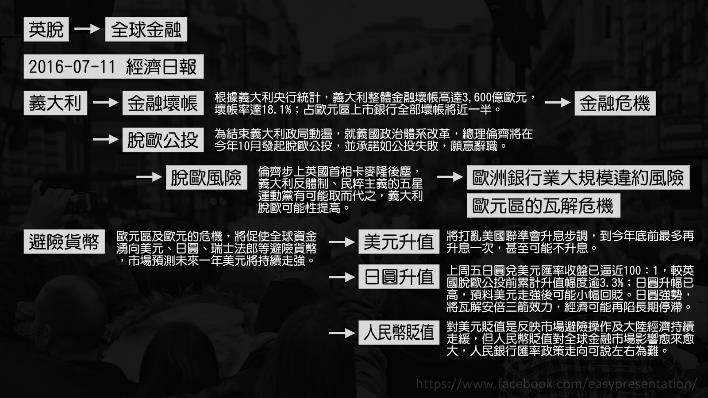 英脫 → 全球金融
2016-07-11 經濟日報
義大利 → 金融壞帳
根據義大利央行統計，義大利整體金融壞帳高達3,600億歐元，
壞帳率達18.1%；占歐元區上市銀行全部壞帳將近一半。
→ 金融危機
→ 脫歐公投
為結束義大利政局動盪，就義國政治體系改革，總理倫齊將在
今年10月發起脫歐公投，並承諾如公投失敗，願意辭職。
→ 脫歐風險
倫齊步上英國首相卡麥隆後塵，
義大利反體制、民粹主義的五星
運動黨有可能取而代之，義大利
脫歐可能性提高。
→ 歐洲銀行業大規模違約風險
歐元區的瓦解危機
避險貨幣
歐元區及歐元的危機，將促使全球資金
湧向美元、日圓、瑞士法郎等避險貨幣
，市場預測未來一年美元將持續走強。
→ 美元升值
將打亂美國聯準會升息步調，到今年底前最多再
升息一次，甚至可能不升息。
→ 日圓升值
上周五日圓兌美元匯率收盤已逼近100：1，較英
國脫歐公投前累計升值幅度逾3.3%；日圓升幅已
高，預料美元走強後可能小幅回貶。日圓強勢，
將瓦解安倍三箭效力，經濟可能再陷長期停滯。
→ 人民幣貶值
對美元貶值是反映市場避險操作及大陸經濟持續
走緩，但人民幣貶值對全球金融市場影響愈來愈
大，人民銀行匯率政策走向可說左右為難。
https://www.facebook.com/easypresentation/